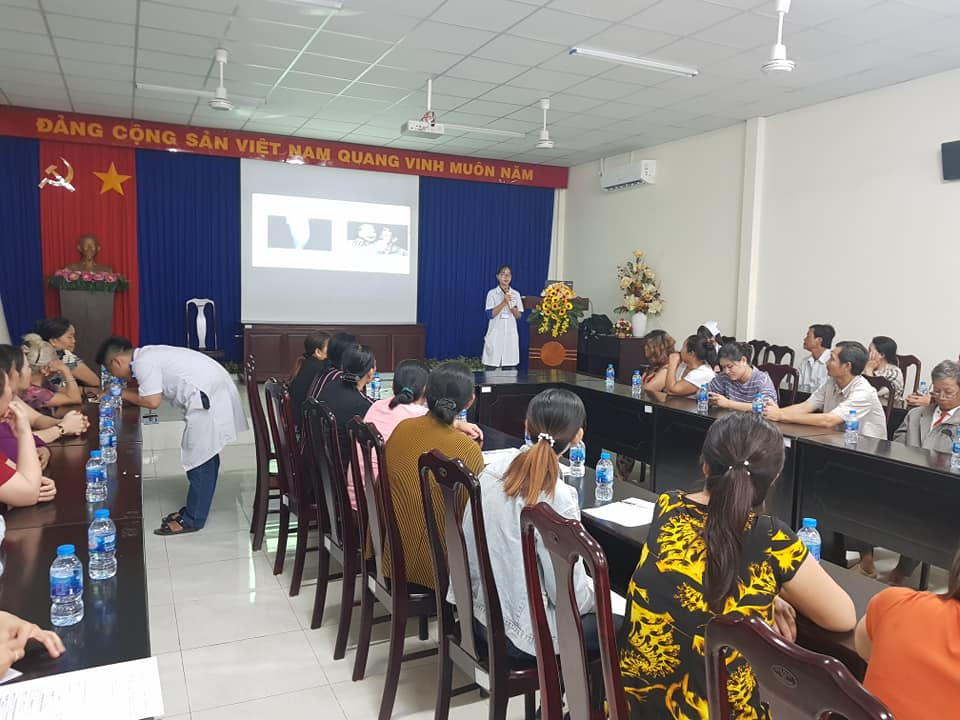 ĐẢNG CỘNG SẢN VIỆT NAM QUANG VINH MUÔN NĂM